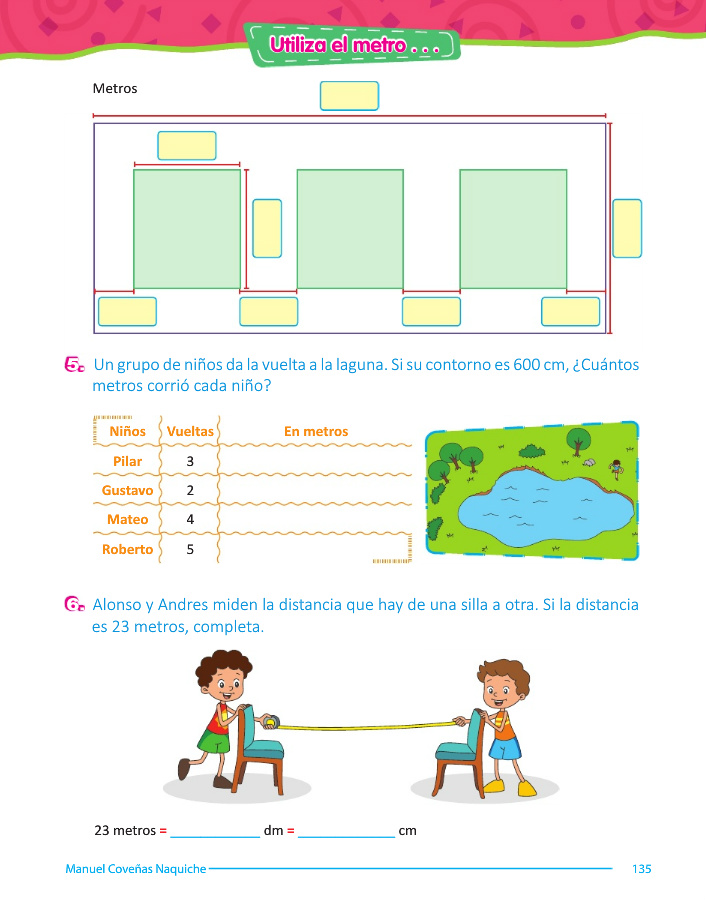 Utiliza el metro . . .
Metros
5. Un grupo de niños da la vuelta a la laguna. Si su contorno es 600 cm, ¿Cuántos
metros corrió cada niño?
Niños Vueltas En metros
Pilar 3
Gustavo 2
Mateo 4
Roberto 5
6. Alonso y Andres miden la distancia que hay de una silla a otra. Si la distancia
es 23 metros, completa.
23 metros = ____________ dm = _____________ cm
Manuel Coveñas Naquiche 135